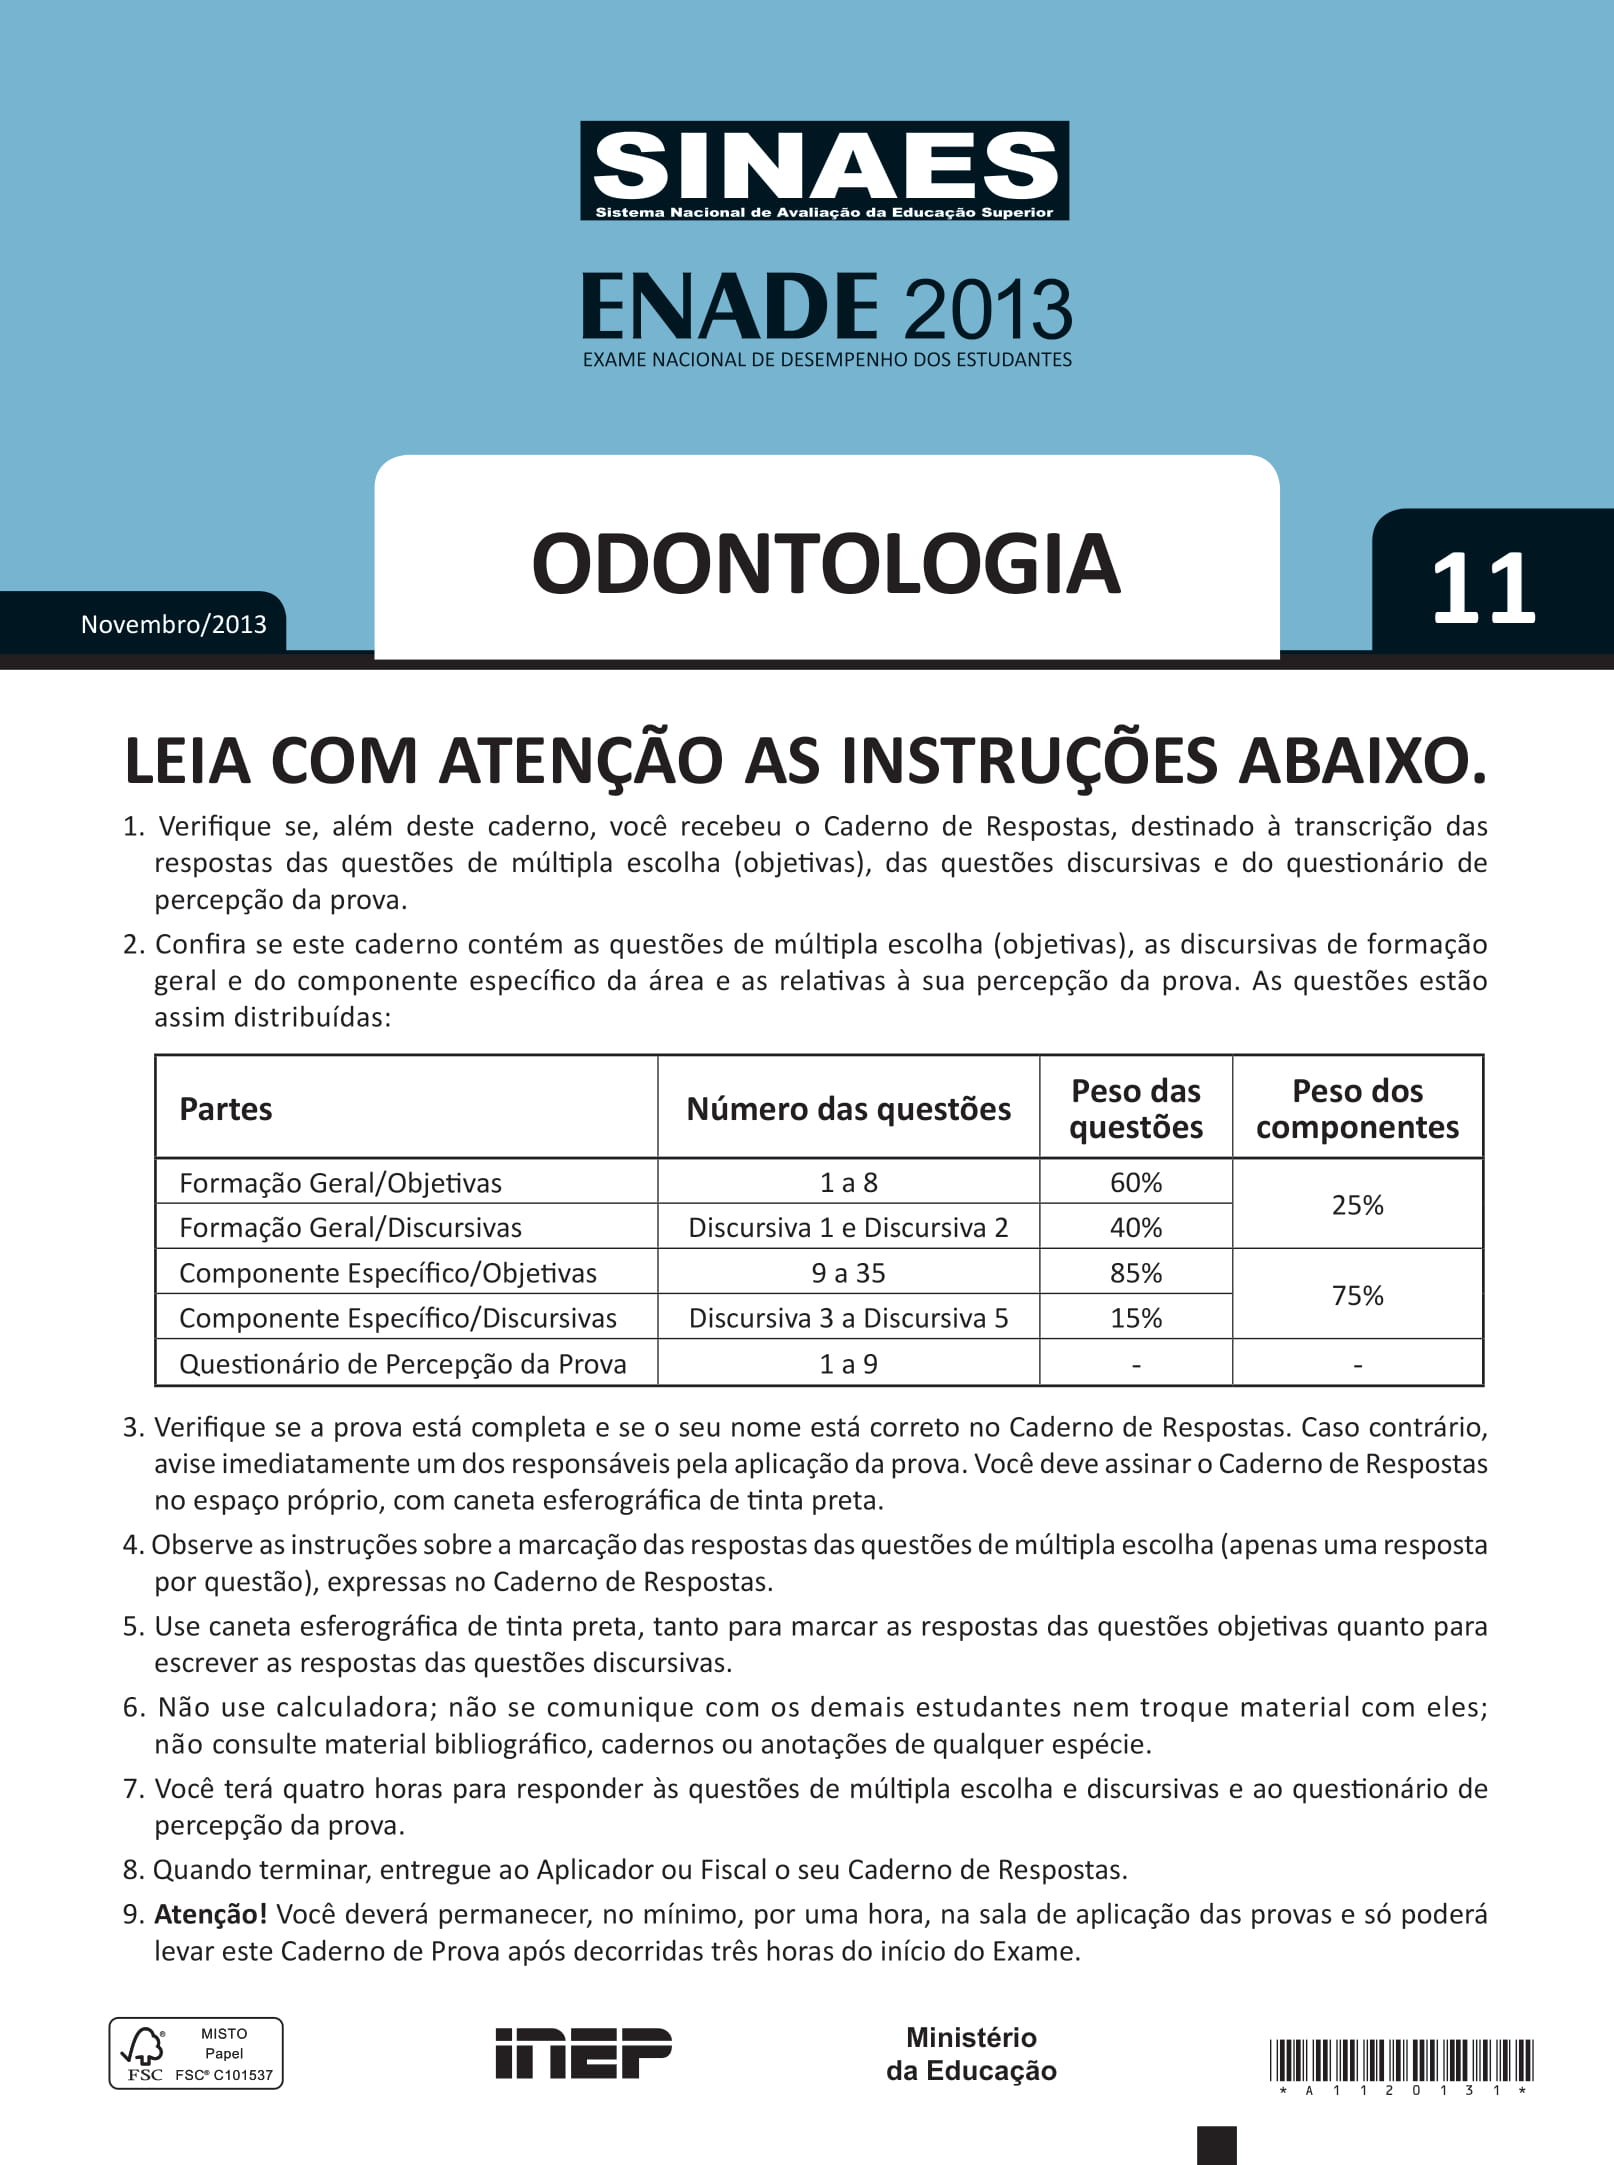 SINAES
Sistema Nacional de Avaliação da Educação Superior
ENADE 2013
EXAME NACIONAL DE DESEMPENHO DOS ESTUDANTES
ODONTOLOGIA
11
Novembro/2013
LEIA COM ATENÇÃO AS INSTRUÇÕES ABAIXO.
1. Verifique se, além deste caderno, você recebeu o Caderno de Respostas, destinado à transcrição das
respostas das questões de múltipla escolha (objetivas), das questões discursivas e do questionário de
percepção da prova.
2. Confira se este caderno contém as questões de múltipla escolha (objetivas), as discursivas de formação
geral e do componente específico da área e as relativas à sua percepção da prova. As questões estão
assim distribuídas:
Partes Número das questões Peso das questões Peso dos componentes
Formação Geral/Objetivas 1 a 8 60% 25%
Formação Geral/Discursivas Discursiva 1 e Discursiva 2 40%
Componente Específico/Objetivas 9 a 35 85% 75%
Componente Específico/Discursivas Discursiva 3 a Discursiva 5 15%
Questionário de Percepção da Prova 1 a 9 - -
3. Verifique se a prova está completa e se o seu nome está correto no Caderno de Respostas. Caso contrário,
avise imediatamente um dos responsáveis pela aplicação da prova. Você deve assinar o Caderno de Respostas
no espaço próprio, com caneta esferográfica de tinta preta.
4. Observe as instruções sobre a marcação das respostas das questões de múltipla escolha (apenas uma resposta
por questão), expressas no Caderno de Respostas.
5. Use caneta esferográfica de tinta preta, tanto para marcar as respostas das questões objetivas quanto para
escrever as respostas das questões discursivas.
6. Não use calculadora; não se comunique com os demais estudantes nem troque material com eles;
não consulte material bibliográfico, cadernos ou anotações de qualquer espécie.
7. Você terá quatro horas para responder às questões de múltipla escolha e discursivas e ao questionário de
percepção da prova.
8. Quando terminar, entregue ao Aplicador ou Fiscal o seu Caderno de Respostas.
9. Atenção! Você deverá permanecer, no mínimo, por uma hora, na sala de aplicação das provas e só poderá
levar este Caderno de Prova após decorridas três horas do início do Exame.
FSC
MISTO
Papel
FSC® C101537
INEP
Ministério
da Educação
* A 1 1 2 0 1 3 1 *